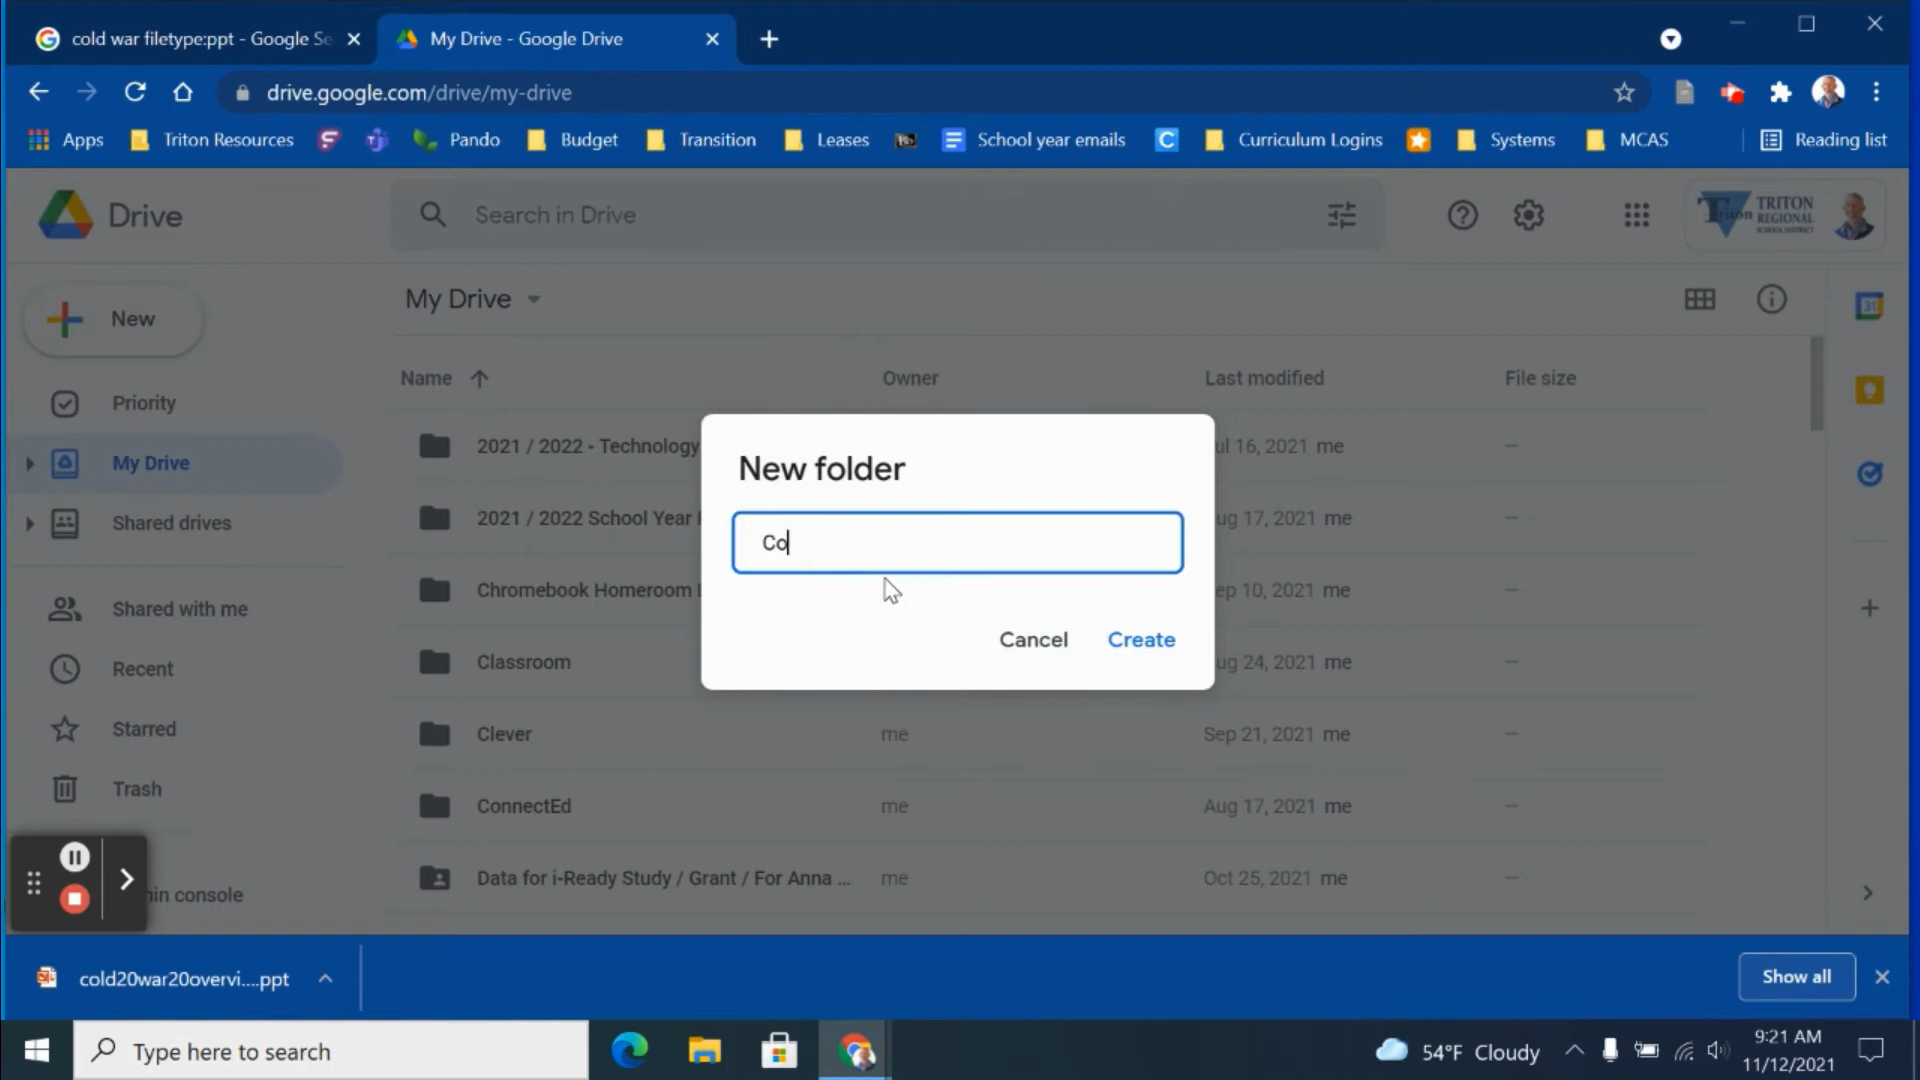 cold war filetype:ppt - Google Se
My Drive - Google Drive
drive.google.com/drive/my-drive
Apps
Triton Resources
Pando
Budget
Transition
Leases
School year emails
C
Curriculum Logins
Systems
MCAS
Reading list
Drive
Search in Drive
TRITON
REGIONAL
SCHOOL DISTRICT
New
My Drive
Name
Owner
Last modified
File size
Priority
My Drive
Shared drives
Shared with me
Recent
Starred
Trash
in console
2021 / 2022 - Technology
ul 16, 2021 me
–
2021 / 2022 School Year
ug 17, 2021 me
–
Chromebook Homeroom
ep 10, 2021 me
–
Classroom
ug 24, 2021 me
–
Clever
me
Sep 21, 2021 me
–
ConnectEd
me
Aug 17, 2021 me
–
Data for i-Ready Study / Grant / For Anna ...
me
Oct 25, 2021 me
–
New folder
Co
Cancel
Create
31
cold20war20overvi....ppt
Show all
Type here to search
54°F Cloudy
9:21 AM
11/12/2021